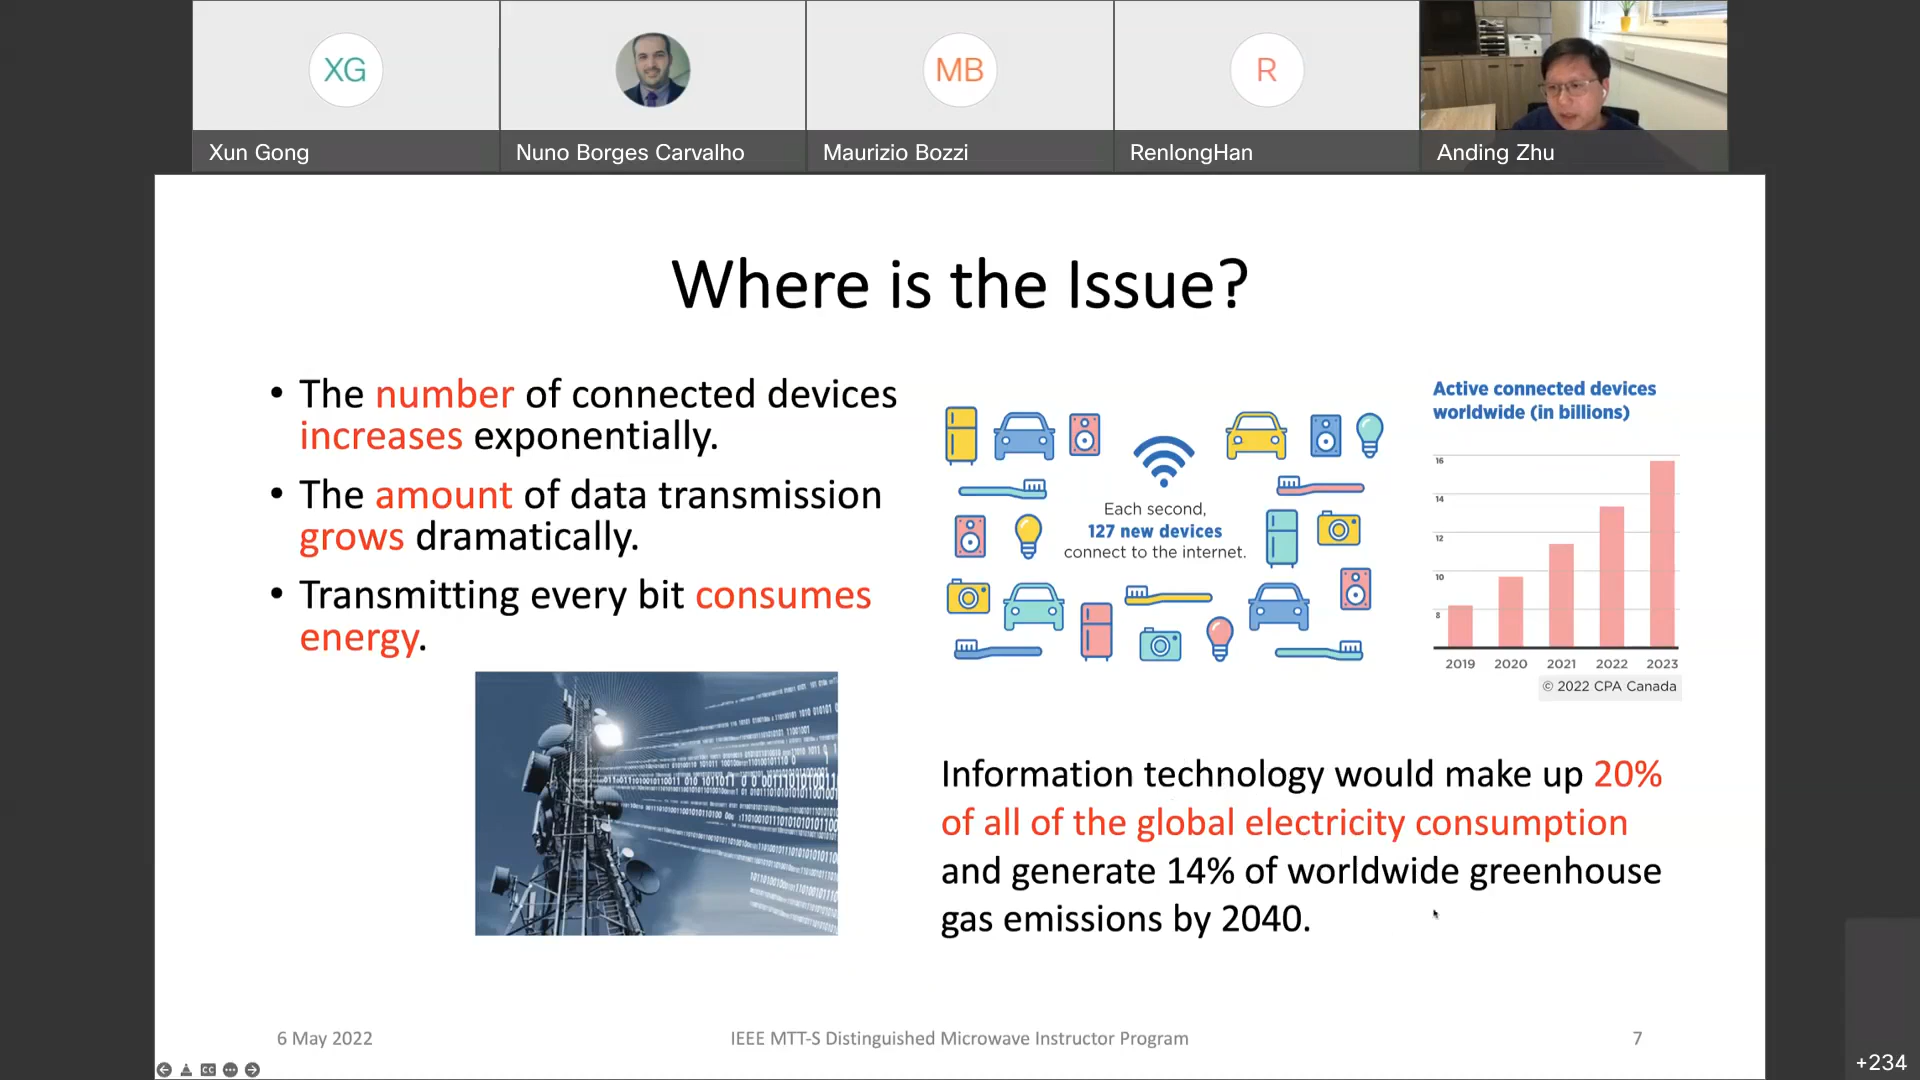 XG
MB
R
Xun Gong
Nuno Borges Carvalho
Maurizio Bozzi
RenlongHan
Anding Zhu
Where is the Issue?
• The number of connected devices
increases exponentially.
• The amount of data transmission
grows dramatically.
• Transmitting every bit consumes
energy.
Each second,
127 new devices
connect to the internet.
Active connected devices
worldwide (in billions)
16
14
12
10
8
2019 2020 2021 2022 2023
© 2022 CPA Canada
Information technology would make up 20%
of all of the global electricity consumption
and generate 14% of worldwide greenhouse
gas emissions by 2040.
6 May 2022
IEEE MTT-S Distinguished Microwave Instructor Program
7
CC
+234